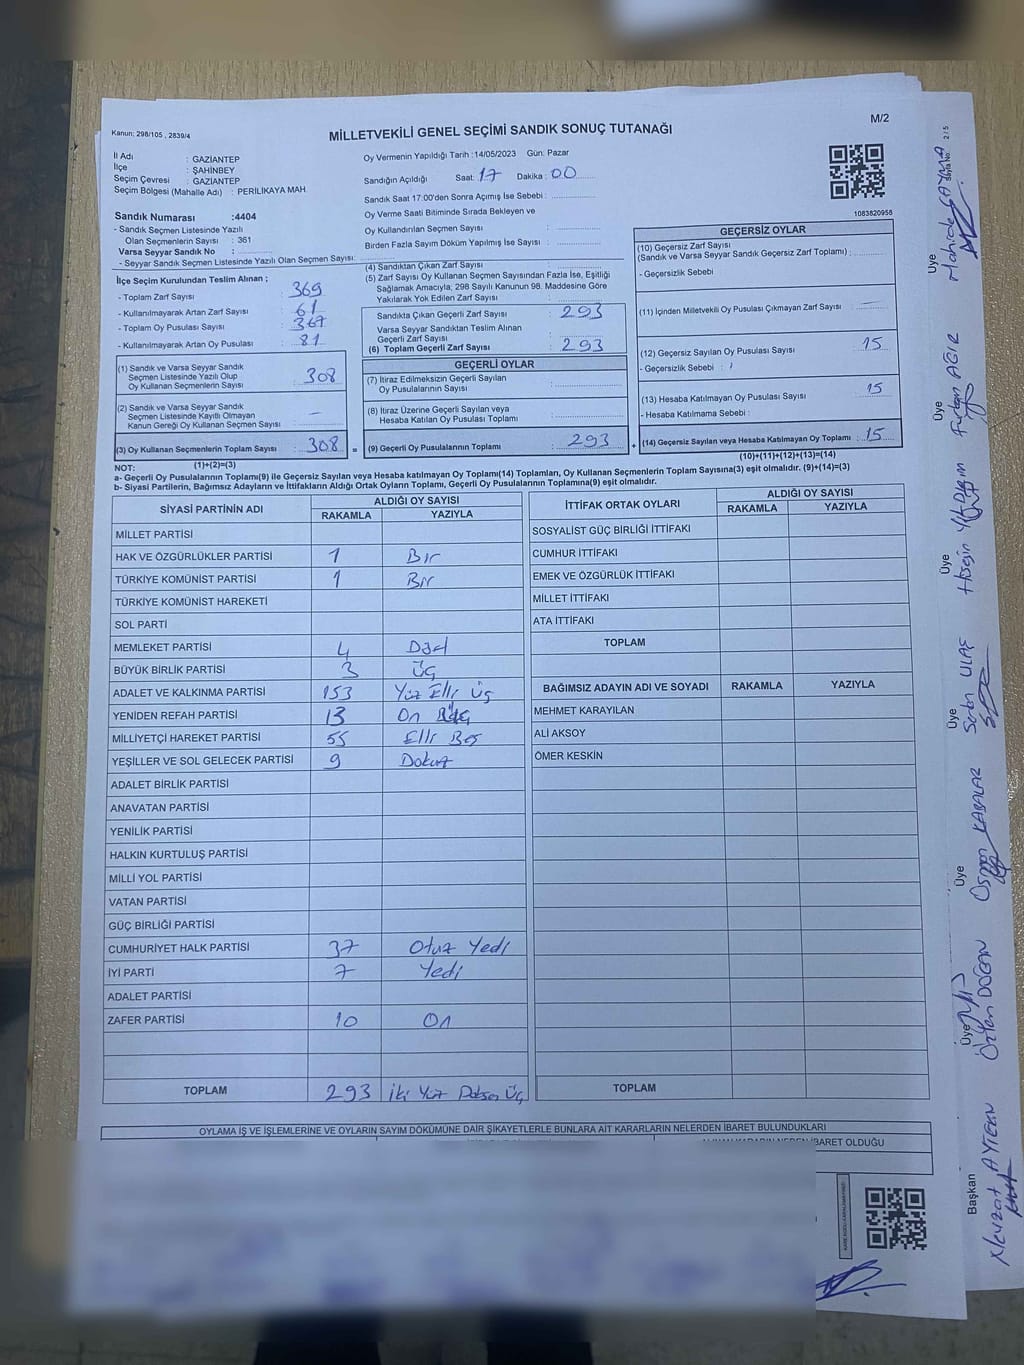 Kanun: 298/105 , 2839/4
MİLLETVEKİLİ GENEL SEÇİMİ SANDIK SONUÇ TUTANAĞI
M/2
İl Adı : GAZİANTEP
İlçe : ŞAHİNBEY
Seçim Çevresi : GAZİANTEP
Seçim Bölgesi (Mahalle Adı) : PERİLİKAYA MAH.
Sandık Numarası :4404
- Sandık Seçmen Listesinde Yazılı
Olan Seçmenlerin Sayısı : 361
Varsa Seyyar Sandık No :
- Seyyar Sandık Seçmen Listesinde Yazılı Olan Seçmen Sayısı:
Oy Vermenin Yapıldığı Tarih :14/05/2023 Gün: Pazar
Sandığın Açıldığı Saat: 17 Dakika : 00
Sandık Saat 17:00'den Sonra Açımış İse Sebebi :
Oy Verme Saati Bitiminde Sırada Bekleyen ve
Oy Kullandırılan Seçmen Sayısı :
Birden Fazla Sayım Döküm Yapılmış İse Sayısı :
1083820958
İlçe Seçim Kurulundan Teslim Alınan ;
- Toplam Zarf Sayısı : 369
- Kullanılmayarak Artan Zarf Sayısı : 61
- Toplam Oy Pusulası Sayısı : 367
- Kullanılmayarak Artan Oy Pusulası : 81
(1) Sandık ve Varsa Seyyar Sandık
Seçmen Listesinde Yazılı Olup
Oy Kullanan Seçmenlerin Sayısı : 308
(2) Sandık ve Varsa Seyyar Sandık
Seçmen Listesinde Kayıtlı Olmayan
Kanun Gereği Oy Kullanan Seçmen Sayısı : —
(3) Oy Kullanan Seçmenlerin Toplam Sayısı : 308 =
(1)+(2)=(3)
(4) Sandıktan Çıkan Zarf Sayısı :
(5) Zarf Sayısı Oy Kullanan Seçmen Sayısından Fazla İse, Eşitliği
Sağlamak Amacıyla; 298 Sayılı Kanunun 98. Maddesine Göre
Yakılarak Yok Edilen Zarf Sayısı :
Sandıkta Çıkan Geçerli Zarf Sayısı : 293
Varsa Seyyar Sandıktan Teslim Alınan
Geçerli Zarf Sayısı :
(6) Toplam Geçerli Zarf Sayısı : 293
GEÇERLİ OYLAR
(7) İtiraz Edilmeksizin Geçerli Sayılan
Oy Pusulalarının Sayısı :
(8) İtiraz Üzerine Geçerli Sayılan veya
Hesaba Katılan Oy Pusulası Toplamı :
(9) Geçerli Oy Pusulalarının Toplamı : 293 +
GEÇERSİZ OYLAR
(10) Geçersiz Zarf Sayısı
(Sandık ve Varsa Seyyar Sandık Geçersiz Zarf Toplamı) :
- Geçersizlik Sebebi :
(11) İçinden Milletvekili Oy Pusulası Çıkmayan Zarf Sayısı :
(12) Geçersiz Sayılan Oy Pusulası Sayısı : 15
- Geçersizlik Sebebi :
(13) Hesaba Katılmayan Oy Pusulası Sayısı : 15
- Hesaba Katılmama Sebebi :
(14) Geçersiz Sayılan veya Hesaba Katılmayan Oy Toplamı : 15
(10)+(11)+(12)+(13)=(14)
NOT:
a- Geçerli Oy Pusulalarının Toplamı(9) ile Geçersiz Sayılan veya Hesaba katılmayan Oy Toplamı(14) Toplamları, Oy Kullanan Seçmenlerin Toplam Sayısına(3) eşit olmalıdır. (9)+(14)=(3)
b- Siyasi Partilerin, Bağımsız Adayların ve İttifakların Aldığı Ortak Oyların Toplamı, Geçerli Oy Pusulalarının Toplamına(9) eşit olmalıdır.
SİYASİ PARTİNİN ADI ALDIĞI OY SAYISI
RAKAMLA YAZIYLA
MİLLET PARTİSİ
HAK VE ÖZGÜRLÜKLER PARTİSİ 1 Bir
TÜRKİYE KOMÜNİST PARTİSİ 1 Bir
TÜRKİYE KOMÜNİST HAREKETİ
SOL PARTİ
MEMLEKET PARTİSİ 4 Dört
BÜYÜK BİRLİK PARTİSİ 3 Üç
ADALET VE KALKINMA PARTİSİ 153 Yüz Elli Üç
YENİDEN REFAH PARTİSİ 13 On Üç
MİLLİYETÇİ HAREKET PARTİSİ 55 Elli Beş
YEŞİLLER VE SOL GELECEK PARTİSİ 9 Dokuz
ADALET BİRLİK PARTİSİ
ANAVATAN PARTİSİ
YENİLİK PARTİSİ
HALKIN KURTULUŞ PARTİSİ
MİLLİ YOL PARTİSİ
VATAN PARTİSİ
GÜÇ BİRLİĞİ PARTİSİ
CUMHURİYET HALK PARTİSİ 37 Otuz Yedi
İYİ PARTİ 7 Yedi
ADALET PARTİSİ
ZAFER PARTİSİ 10 On
TOPLAM 293 İki Yüz Doksan Üç
İTTİFAK ORTAK OYLARI ALDIĞI OY SAYISI
RAKAMLA YAZIYLA
SOSYALİST GÜÇ BİRLİĞİ İTTİFAKI
CUMHUR İTTİFAKI
EMEK VE ÖZGÜRLÜK İTTİFAKI
MİLLET İTTİFAKI
ATA İTTİFAKI
TOPLAM
BAĞIMSIZ ADAYIN ADI VE SOYADI RAKAMLA YAZIYLA
MEHMET KARAYILAN
ALİ AKSOY
ÖMER KESKİN
TOPLAM
OYLAMA İŞ VE İŞLEMLERİNE VE OYLARIN SAYIM DÖKÜMÜNE DAİR ŞİKAYETLERLE BUNLARA AİT KARARLARIN NELERDEN İBARET BULUNDUKLARI
İBARET OLDUĞU
2/5
Üye
Üye
AĞIR
Üye
Hüseyin YILDIRIM
Üye
Üye
Osman KABALAR
Üye
Özlem DOĞAN
Başkan
Nevzat AYTEKİN